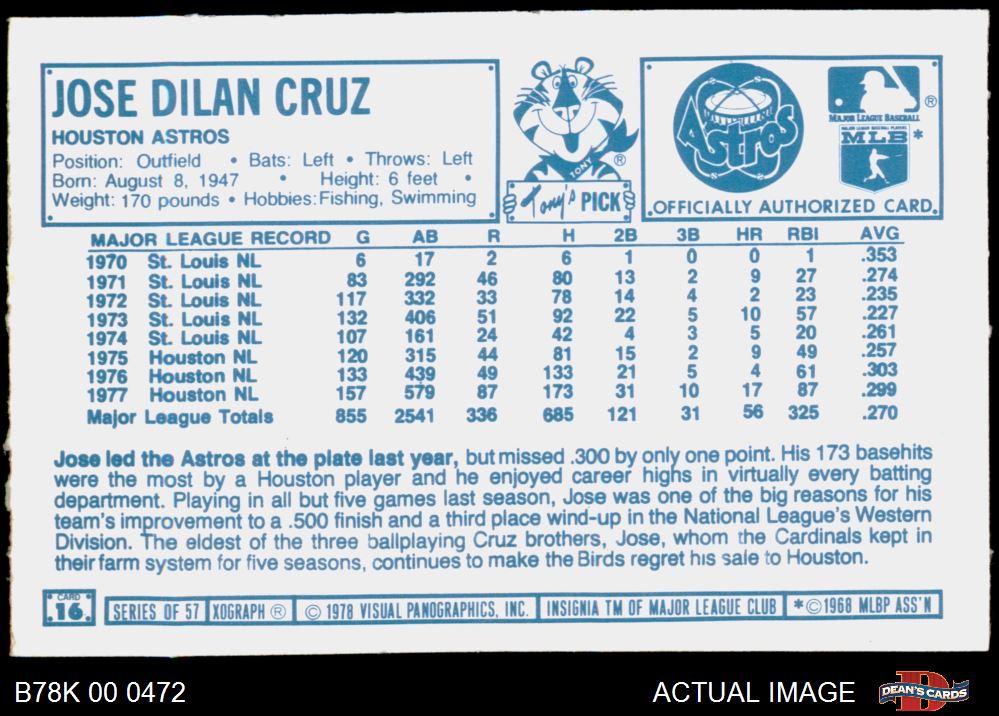 JOSE DILAN CRUZ
HOUSTON ASTROS
Position: Outfield • Bats: Left • Throws: Left
Born: August 8, 1947 • Height: 6 feet •
Weight: 170 pounds • Hobbies: Fishing, Swimming
TONY
®
Tony's PICK
Astros
®
MAJOR LEAGUE BASEBALL
MAJOR LEAGUE BASEBALL PLAYERS
MLB *
OFFICIALLY AUTHORIZED CARD.
MAJOR LEAGUE RECORD G AB R H 2B 3B HR RBI AVG
1970 St. Louis NL 6 17 2 6 1 0 0 1 .353
1971 St. Louis NL 83 292 46 80 13 2 9 27 .274
1972 St. Louis NL 117 332 33 78 14 4 2 23 .235
1973 St. Louis NL 132 406 51 92 22 5 10 57 .227
1974 St. Louis NL 107 161 24 42 4 3 5 20 .261
1975 Houston NL 120 315 44 81 15 2 9 49 .257
1976 Houston NL 133 439 49 133 21 5 4 61 .303
1977 Houston NL 157 579 87 173 31 10 17 87 .299
Major League Totals 855 2541 336 685 121 31 56 325 .270
Jose led the Astros at the plate last year, but missed .300 by only one point. His 173 basehits
were the most by a Houston player and he enjoyed career highs in virtually every batting
department. Playing in all but five games last season, Jose was one of the big reasons for his
team's improvement to a .500 finish and a third place wind-up in the National League's Western
Division. The eldest of the three ballplaying Cruz brothers, Jose, whom the Cardinals kept in
their farm system for five seasons, continues to make the Birds regret his sale to Houston.
CARD
16.
SERIES OF 57 XOGRAPH ® © 1978 VISUAL PANOGRAPHICS, INC. INSIGNIA TM OF MAJOR LEAGUE CLUB *©1968 MLBP ASS'N
B78K 00 0472
ACTUAL IMAGE
DEAN'S CARDS